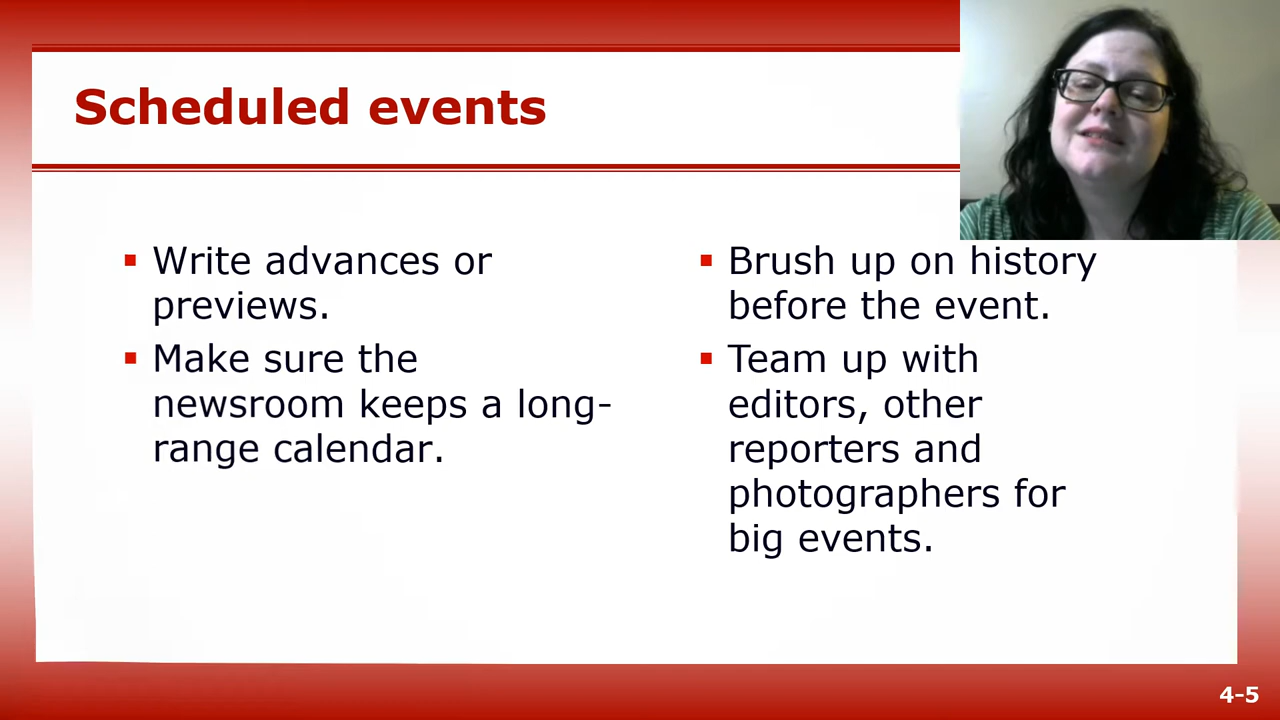 Scheduled events
Write advances or
previews.
Make sure the
newsroom keeps a long-
range calendar.
Brush up on history
before the event.
Team up with
editors, other
reporters and
photographers for
big events.
4-5